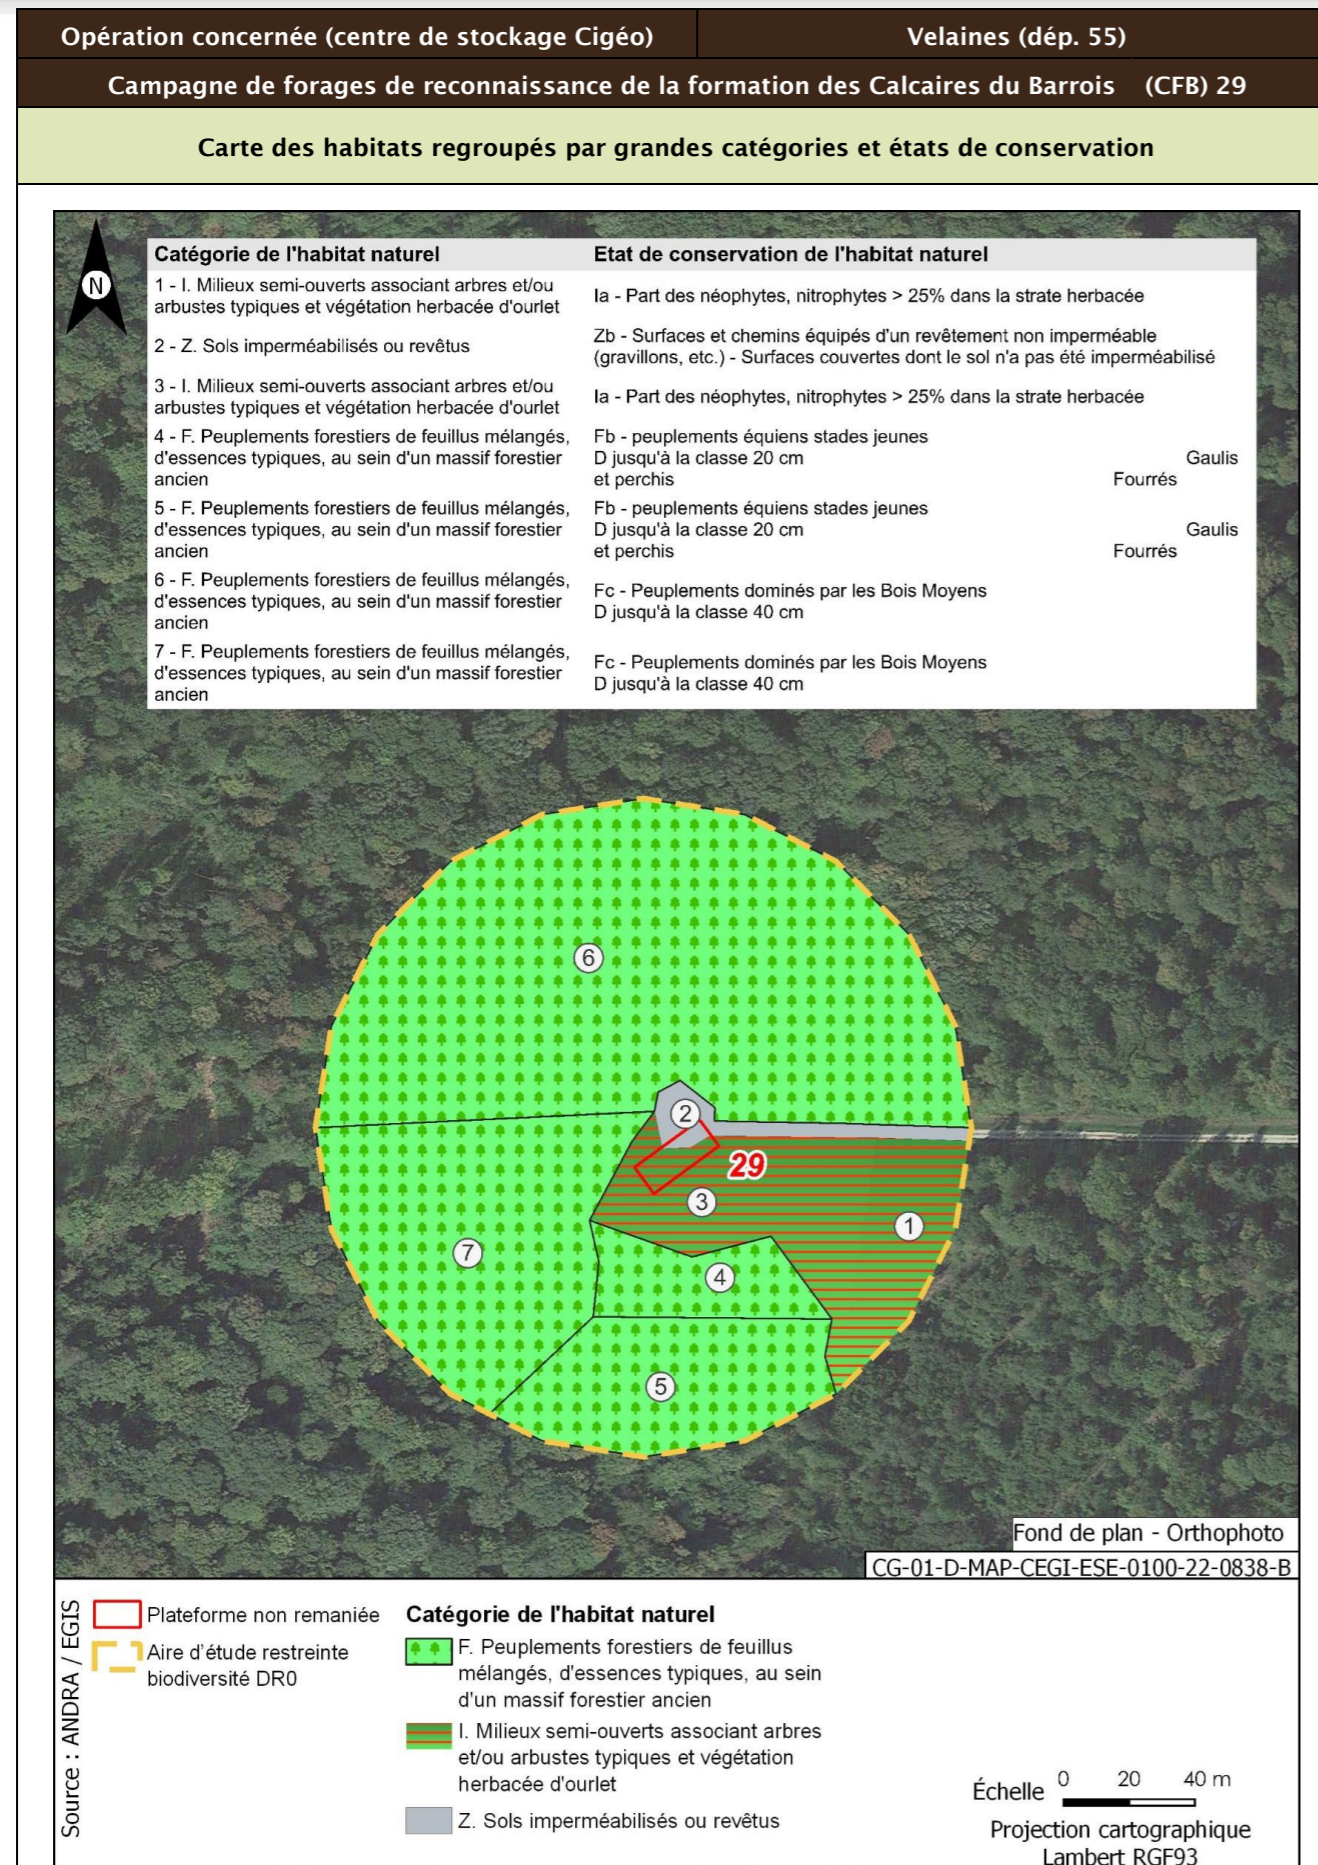 Opération concernée (centre de stockage Cigéo)
Velaines (dép. 55)
Campagne de forages de reconnaissance de la formation des Calcaires du Barrois (CFB) 29
Carte des habitats regroupés par grandes catégories et états de conservation
N
Catégorie de l'habitat naturel
Etat de conservation de l'habitat naturel
1 - I. Milieux semi-ouverts associant arbres et/ou
arbustes typiques et végétation herbacée d'ourlet
Ia - Part des néophytes, nitrophytes > 25% dans la strate herbacée
2 - Z. Sols imperméabilisés ou revêtus
Zb - Surfaces et chemins équipés d'un revêtement non imperméable
(gravillons, etc.) - Surfaces couvertes dont le sol n'a pas été imperméabilisé
3 - I. Milieux semi-ouverts associant arbres et/ou
arbustes typiques et végétation herbacée d'ourlet
Ia - Part des néophytes, nitrophytes > 25% dans la strate herbacée
4 - F. Peuplements forestiers de feuillus mélangés,
d'essences typiques, au sein d'un massif forestier
ancien
Fb - peuplements équiens stades jeunes
D jusqu'à la classe 20 cm Gaulis
et perchis Fourrés
5 - F. Peuplements forestiers de feuillus mélangés,
d'essences typiques, au sein d'un massif forestier
ancien
Fb - peuplements équiens stades jeunes
D jusqu'à la classe 20 cm Gaulis
et perchis Fourrés
6 - F. Peuplements forestiers de feuillus mélangés,
d'essences typiques, au sein d'un massif forestier
ancien
Fc - Peuplements dominés par les Bois Moyens
D jusqu'à la classe 40 cm
7 - F. Peuplements forestiers de feuillus mélangés,
d'essences typiques, au sein d'un massif forestier
ancien
Fc - Peuplements dominés par les Bois Moyens
D jusqu'à la classe 40 cm
6
2
29
3
1
7
4
5
Fond de plan - Orthophoto
CG-01-D-MAP-CEGI-ESE-0100-22-0838-B
Source : ANDRA / EGIS
Plateforme non remaniée
Aire d'étude restreinte
biodiversité DR0
Catégorie de l'habitat naturel
F. Peuplements forestiers de feuillus
mélangés, d'essences typiques, au sein
d'un massif forestier ancien
I. Milieux semi-ouverts associant arbres
et/ou arbustes typiques et végétation
herbacée d'ourlet
Z. Sols imperméabilisés ou revêtus
Échelle 0 20 40 m
Projection cartographique
Lambert RGF93